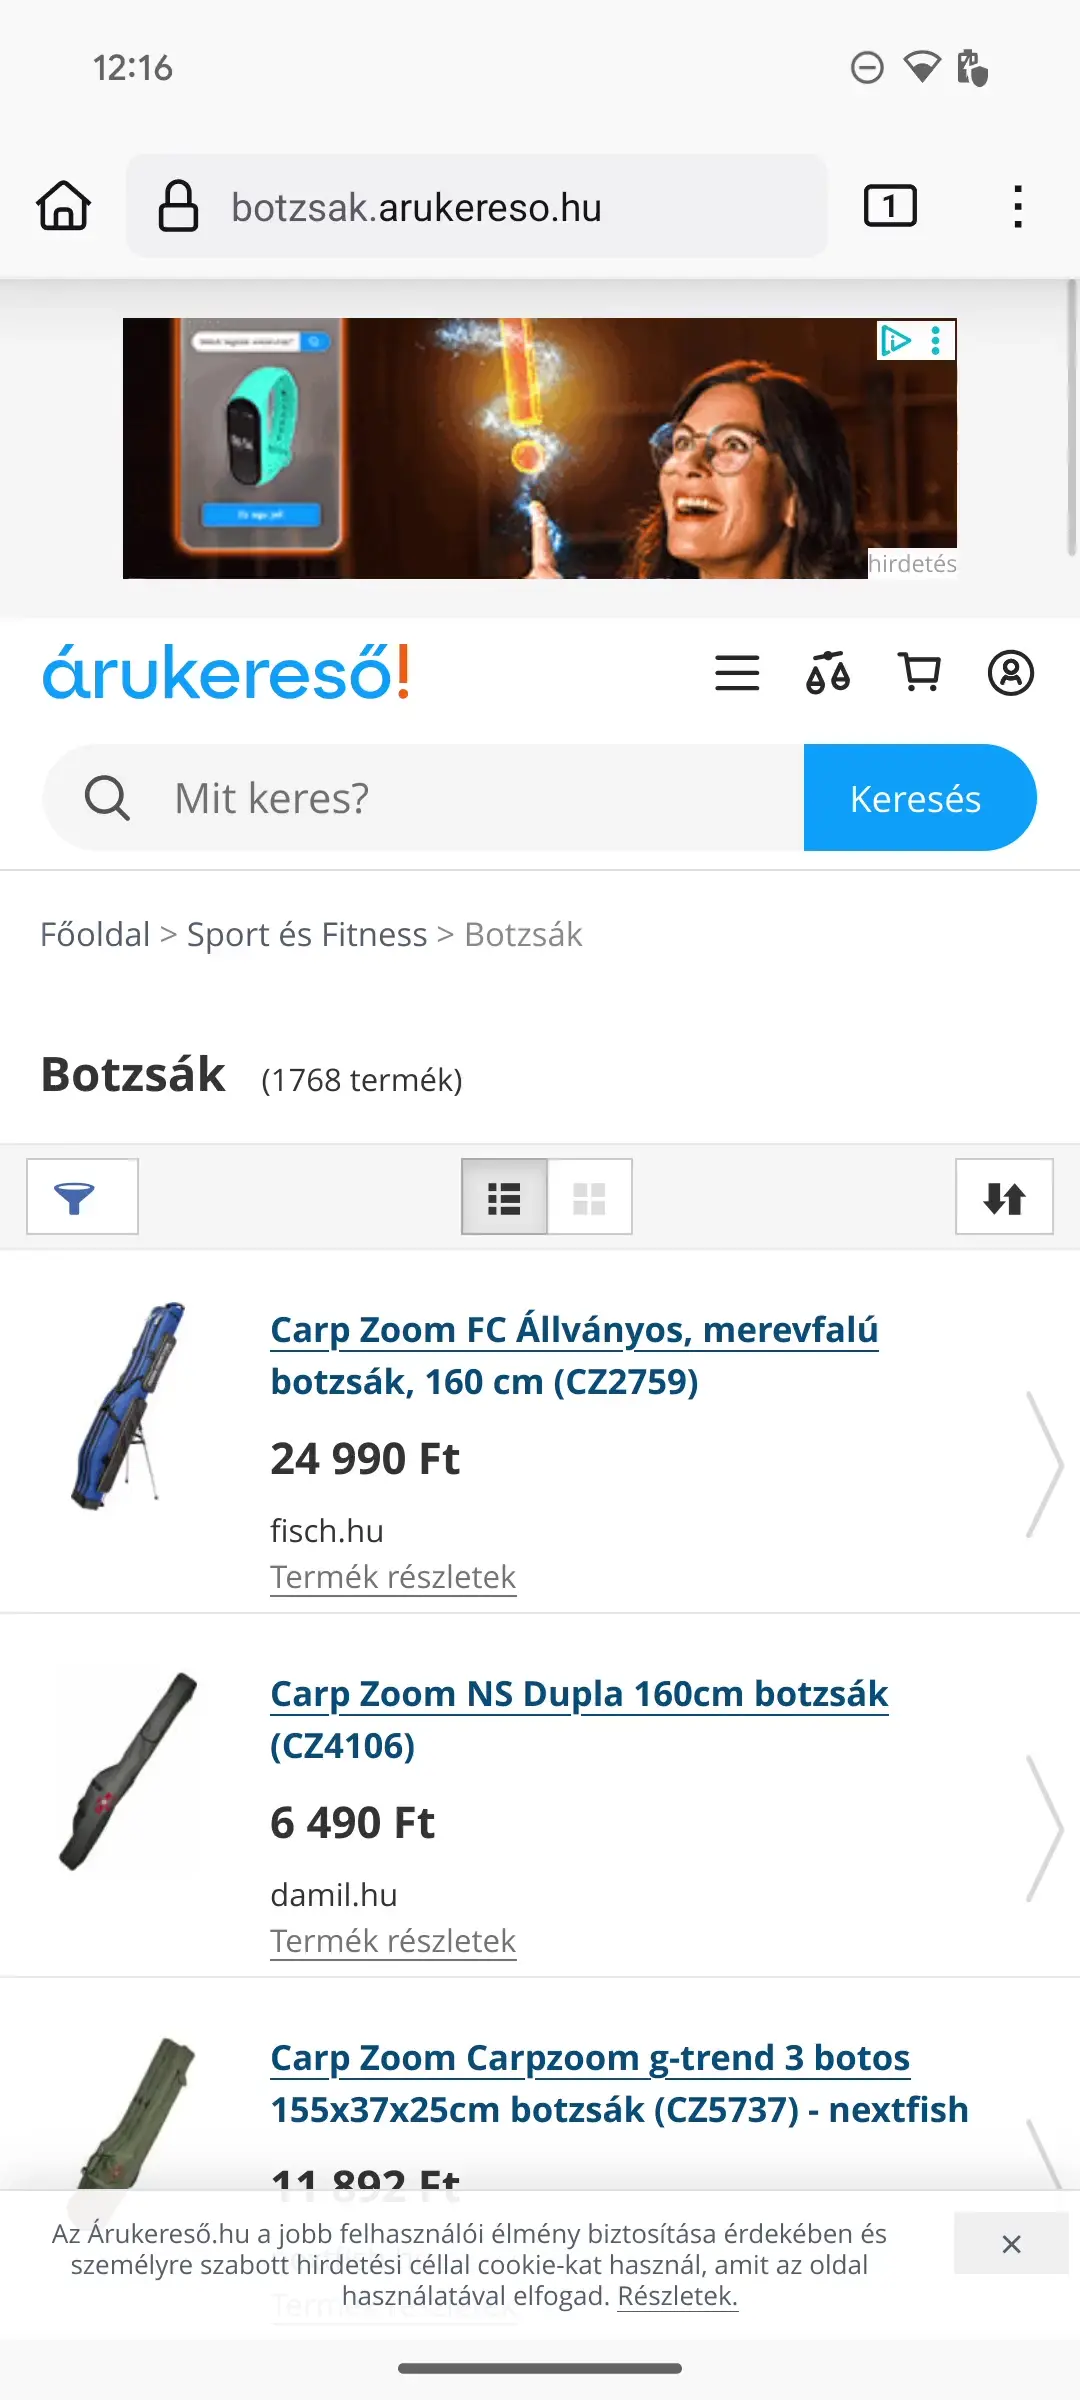 12:16
botzsak.arukereso.hu
1
hirdetés
árukereső!
Mit keres?
Keresés
Főoldal > Sport és Fitness > Botzsák
Botzsák (1768 termék)
Carp Zoom FC Állványos, merevfalú
botzsák, 160 cm (CZ2759)
24 990 Ft
fisch.hu
Termék részletek
Carp Zoom NS Dupla 160cm botzsák
(CZ4106)
6 490 Ft
damil.hu
Termék részletek
Carp Zoom Carpzoom g-trend 3 botos
155x37x25cm botzsák (CZ5737) - nextfish
11 892 Ft
Az Árukereső.hu a jobb felhasználói élmény biztosítása érdekében és
személyre szabott hirdetési céllal cookie-kat használ, amit az oldal
használatával elfogad. Részletek.